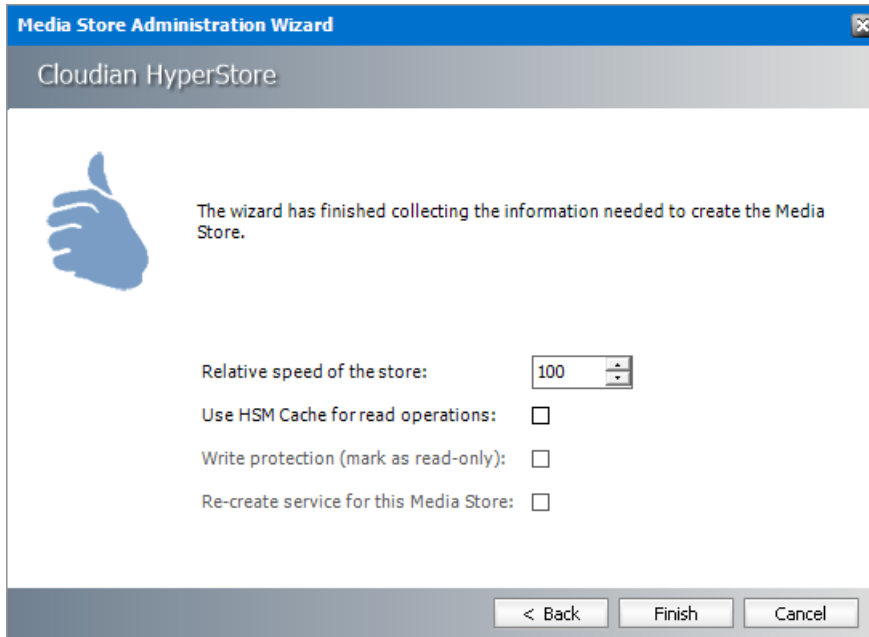 Media Store Administration Wizard
Cloudian HyperStore
The wizard has finished collecting the information needed to create the Media
Store.
Relative speed of the store: 100
Use HSM Cache for read operations:
Write protection (mark as read-only):
Re-create service for this Media Store:
< Back Finish Cancel